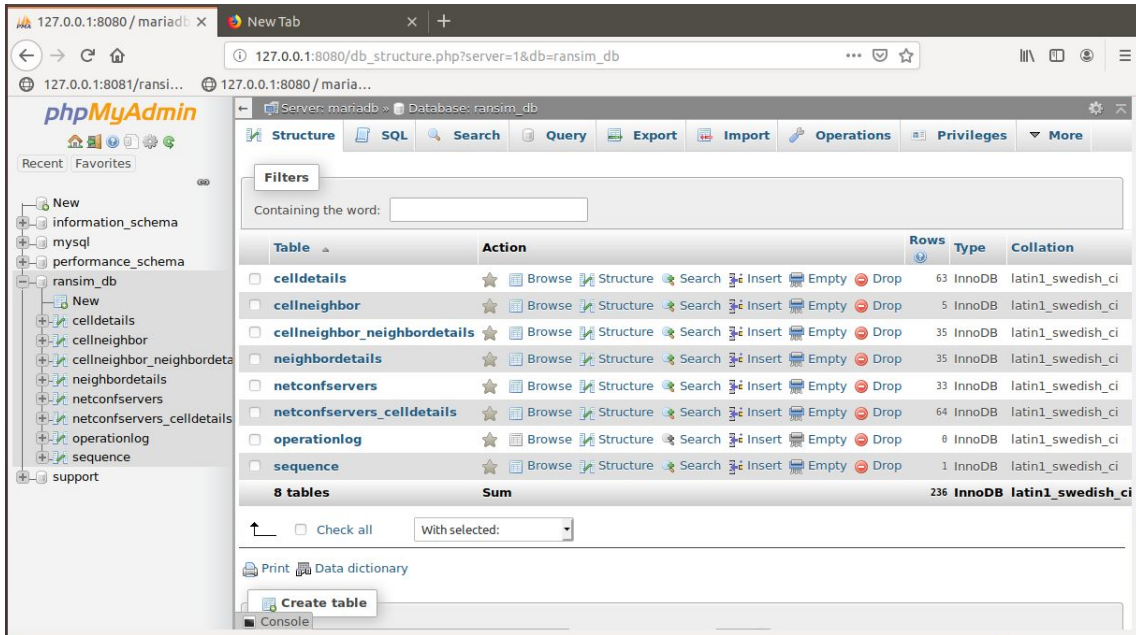 127.0.0.1:8080 / mariadb
New Tab
127.0.0.1:8080/db_structure.php?server=1&db=ransim_db
127.0.0.1:8081/ransi...
127.0.0.1:8080 / maria...
phpMyAdmin
Recent Favorites
New
information_schema
mysql
performance_schema
ransim_db
New
celldetails
cellneighbor
cellneighbor_neighbordeta
neighbordetails
netconfservers
netconfservers_celldetails
operationlog
sequence
support
Server: mariadb » Database: ransim_db
Structure SQL Search Query Export Import Operations Privileges More
Filters
Containing the word:
Table Action Rows Type Collation
celldetails Browse Structure Search Insert Empty Drop 63 InnoDB latin1_swedish_ci
cellneighbor Browse Structure Search Insert Empty Drop 5 InnoDB latin1_swedish_ci
cellneighbor_neighbordetails Browse Structure Search Insert Empty Drop 35 InnoDB latin1_swedish_ci
neighbordetails Browse Structure Search Insert Empty Drop 35 InnoDB latin1_swedish_ci
netconfservers Browse Structure Search Insert Empty Drop 33 InnoDB latin1_swedish_ci
netconfservers_celldetails Browse Structure Search Insert Empty Drop 64 InnoDB latin1_swedish_ci
operationlog Browse Structure Search Insert Empty Drop 0 InnoDB latin1_swedish_ci
sequence Browse Structure Search Insert Empty Drop 1 InnoDB latin1_swedish_ci
8 tables Sum 236 InnoDB latin1_swedish_ci
Check all With selected:
Print Data dictionary
Create table
Console